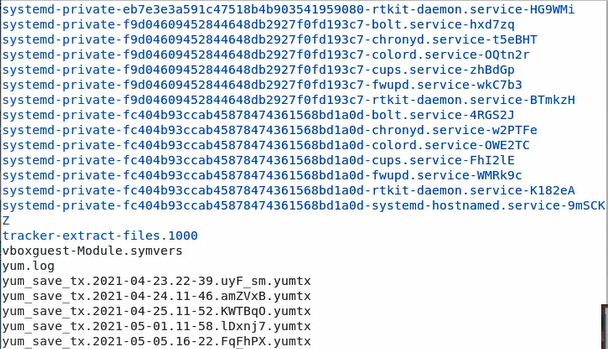 systemd-private-eb7e3e3a591c47518b4b903541959080-rtkit-daemon.service-HG9WMi
systemd-private-f9d04609452844648db2927f0fd193c7-bolt.service-hxd7zq
systemd-private-f9d04609452844648db2927f0fd193c7-chronyd.service-t5eBHT
systemd-private-f9d04609452844648db2927f0fd193c7-colord.service-OQtn2r
systemd-private-f9d04609452844648db2927f0fd193c7-cups.service-zhBdGp
systemd-private-f9d04609452844648db2927f0fd193c7-fwupd.service-wkC7b3
systemd-private-f9d04609452844648db2927f0fd193c7-rtkit-daemon.service-BTmkzH
systemd-private-fc404b93ccab45878474361568bd1a0d-bolt.service-4RGS2J
systemd-private-fc404b93ccab45878474361568bd1a0d-chronyd.service-w2PTFe
systemd-private-fc404b93ccab45878474361568bd1a0d-colord.service-OWE2TC
systemd-private-fc404b93ccab45878474361568bd1a0d-cups.service-FhI2lE
systemd-private-fc404b93ccab45878474361568bd1a0d-fwupd.service-WMRk9c
systemd-private-fc404b93ccab45878474361568bd1a0d-rtkit-daemon.service-K182eA
systemd-private-fc404b93ccab45878474361568bd1a0d-systemd-hostnamed.service-9mSCK
Z
tracker-extract-files.1000
vboxguest-Module.symvers
yum.log
yum_save_tx.2021-04-23.22-39.uyF_sm.yumtx
yum_save_tx.2021-04-24.11-46.amZVxB.yumtx
yum_save_tx.2021-04-25.11-52.KWTBqO.yumtx
yum_save_tx.2021-05-01.11-58.lDxnj7.yumtx
yum_save_tx.2021-05-05.16-22.FqFhPX.yumtx